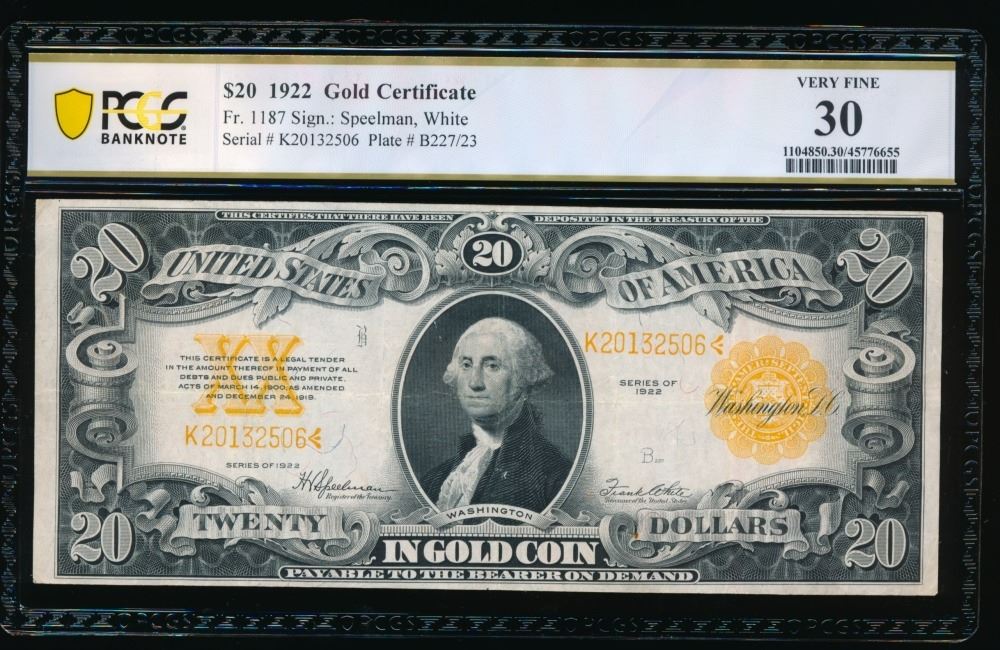 PCGS
BANKNOTE
$20 1922 Gold Certificate
Fr. 1187 Sign.: Speelman, White
Serial # K20132506 Plate # B227/23
VERY FINE
30
1104850.30/45776655
THIS CERTIFIES THAT THERE HAVE BEEN
DEPOSITED IN THE TREASURY OF THE
20
20
20
UNITED STATES
OF AMERICA
XX
B
THIS CERTIFICATE IS A LEGAL TENDER
IN THE AMOUNT THEREOF IN PAYMENT OF ALL
DEBTS AND DUES PUBLIC AND PRIVATE.
ACTS OF MARCH 14, 1900, AS AMENDED
AND DECEMBER 24, 1919.
K20132506
SERIES OF 1922
H V Speelman
Register of the Treasury.
K20132506
SERIES OF
1922
Washington, D.C.
B227
Frank White
Treasurer of the United States.
WASHINGTON
20
TWENTY
DOLLARS
20
IN GOLD COIN
PAYABLE TO THE BEARER ON DEMAND